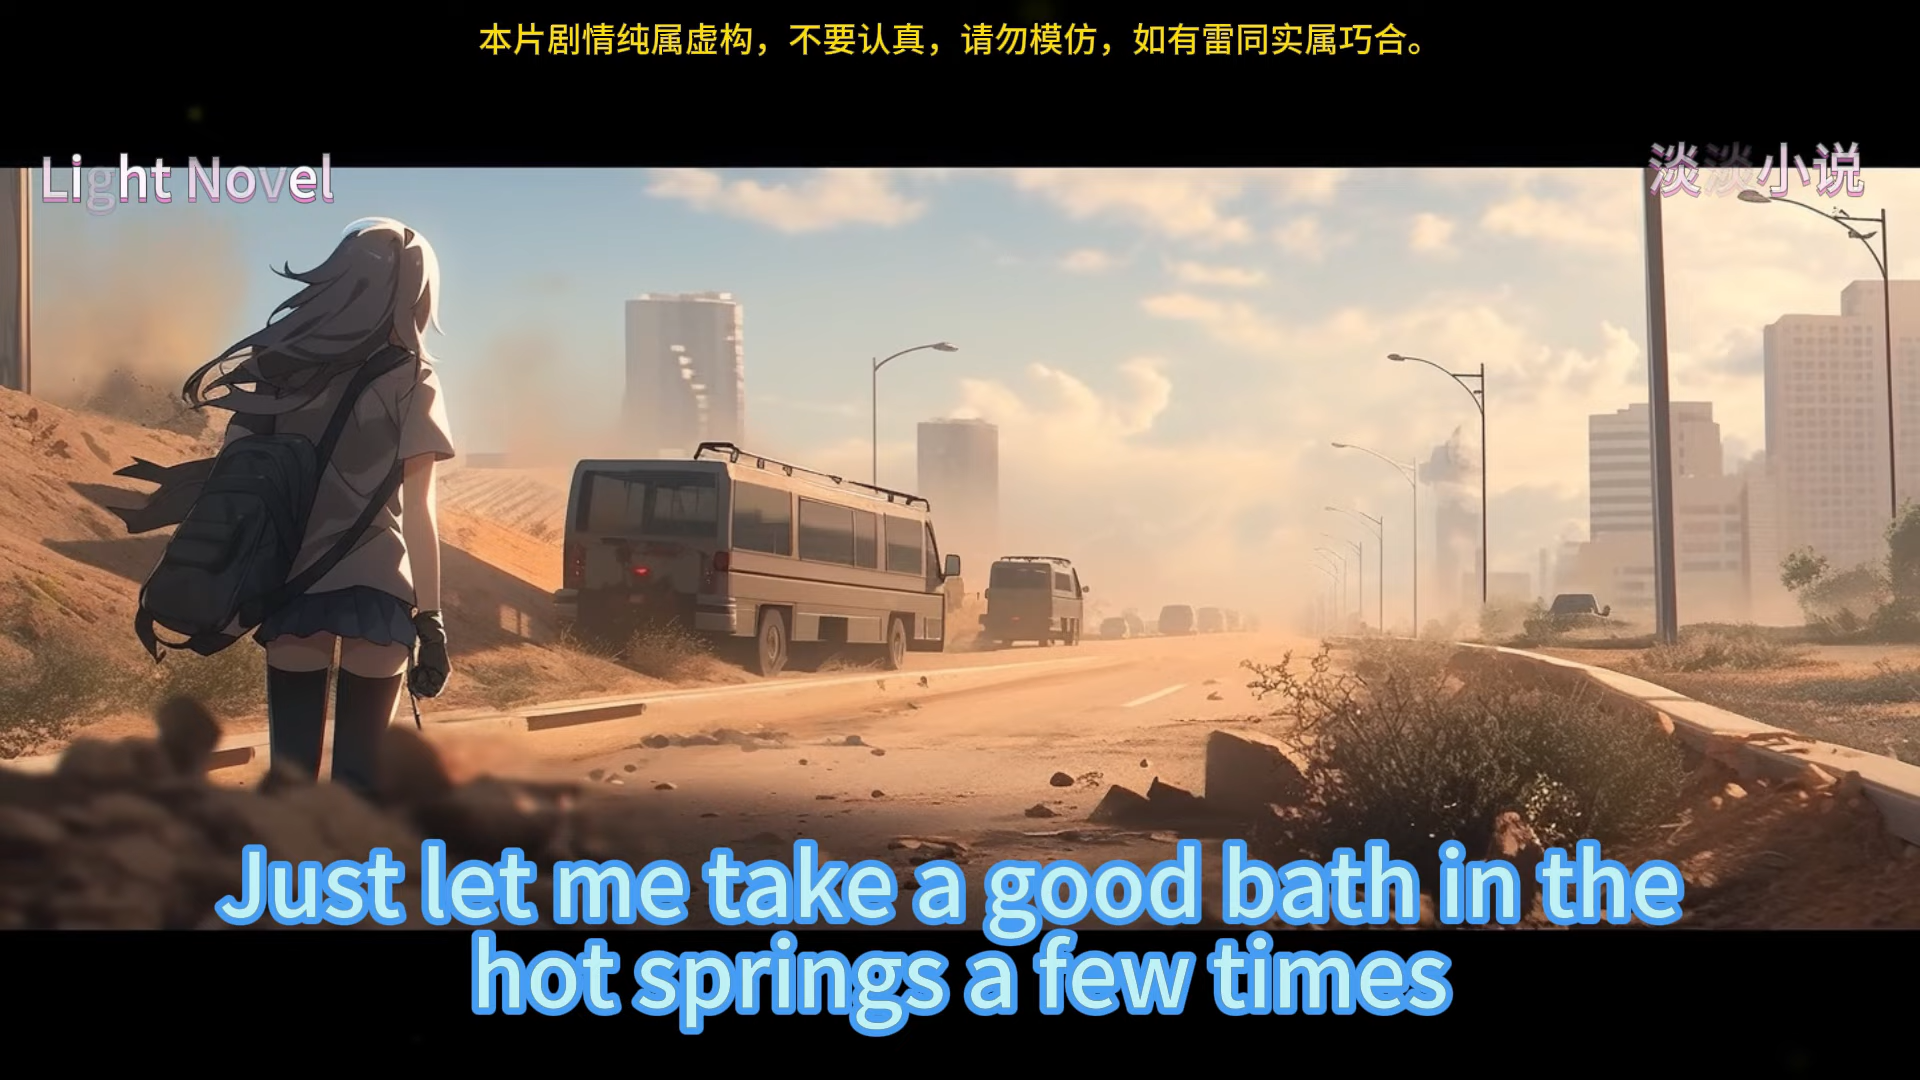 本片剧情纯属虚构，不要认真，请勿模仿，如有雷同实属巧合。
Light Novel
淡淡小说
Just let me take a good bath in the
hot springs a few times